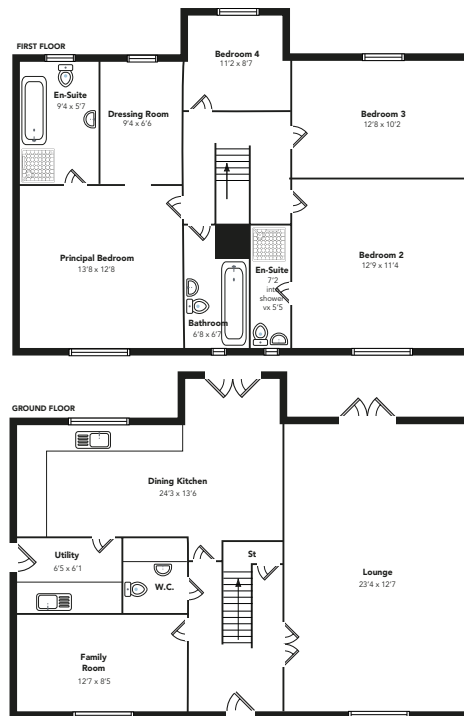 FIRST FLOOR
Bedroom 4
11'2 x 8'7
En-Suite
9'4 x 5'7
Dressing Room
9'4 x 6'6
Bedroom 3
12'8 x 10'2
Principal Bedroom
13'8 x 12'8
En-Suite
7'2
into
shower
vx 5'5
Bedroom 2
12'9 x 11'4
Bathroom
6'8 x 6'7
GROUND FLOOR
Dining Kitchen
24'3 x 13'6
Utility
6'5 x 6'1
W.C.
St
Lounge
23'4 x 12'7
Family
Room
12'7 x 8'5